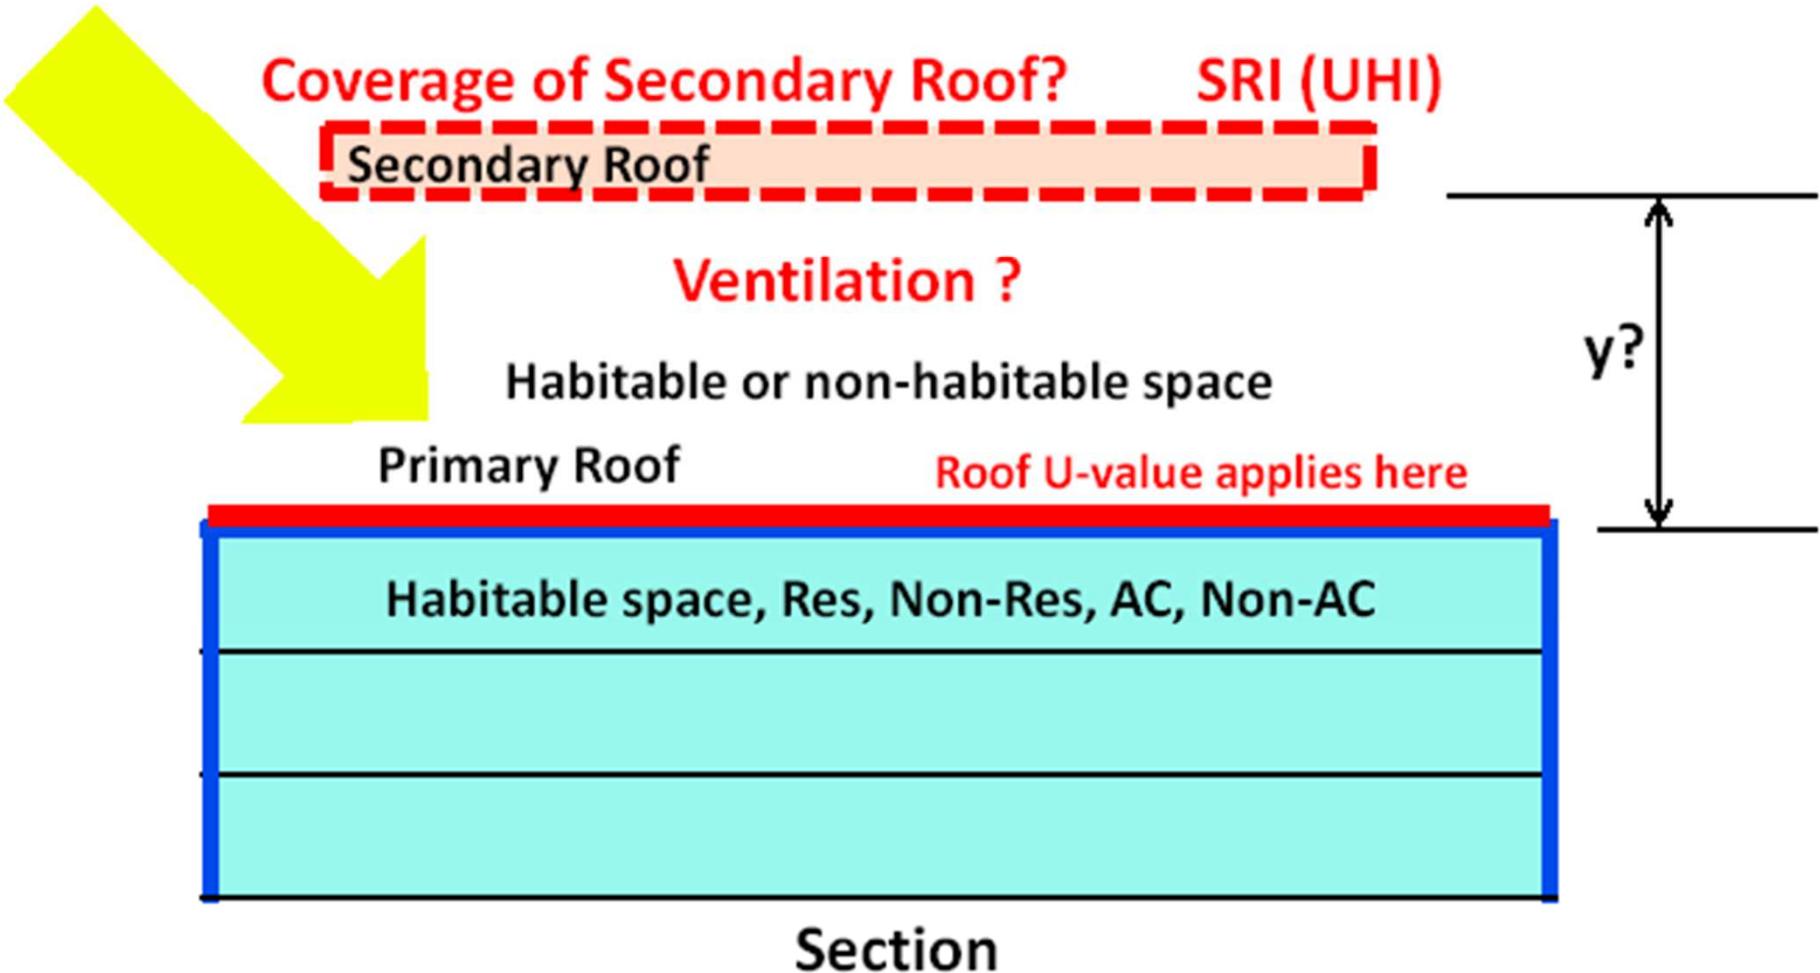 Coverage of Secondary Roof? SRI (UHI)
Secondary Roof
Ventilation ?
Habitable or non-habitable space
y?
Primary Roof Roof U-value applies here
Habitable space, Res, Non-Res, AC, Non-AC
Section